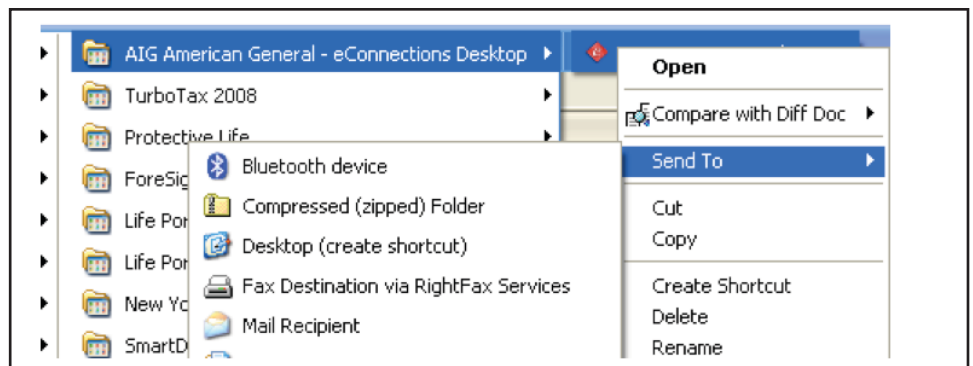 AIG American General - eConnections Desktop
TurboTax 2008
Protective Life
ForeSig
Life Por
Life Por
New Yo
SmartD
Bluetooth device
Compressed (zipped) Folder
Desktop (create shortcut)
Fax Destination via RightFax Services
Mail Recipient
Open
Compare with Diff Doc
Send To
Cut
Copy
Create Shortcut
Delete
Rename